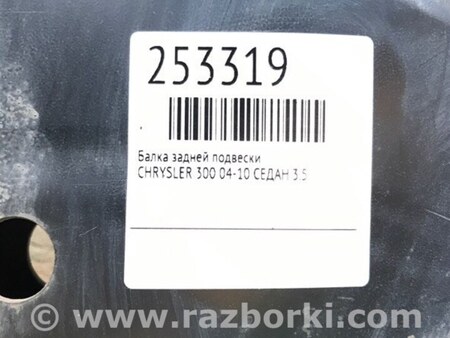 253319
Балка задней подвески
CHRYSLER 300 04-10 СЕДАН 3.5
© www.razborki.com